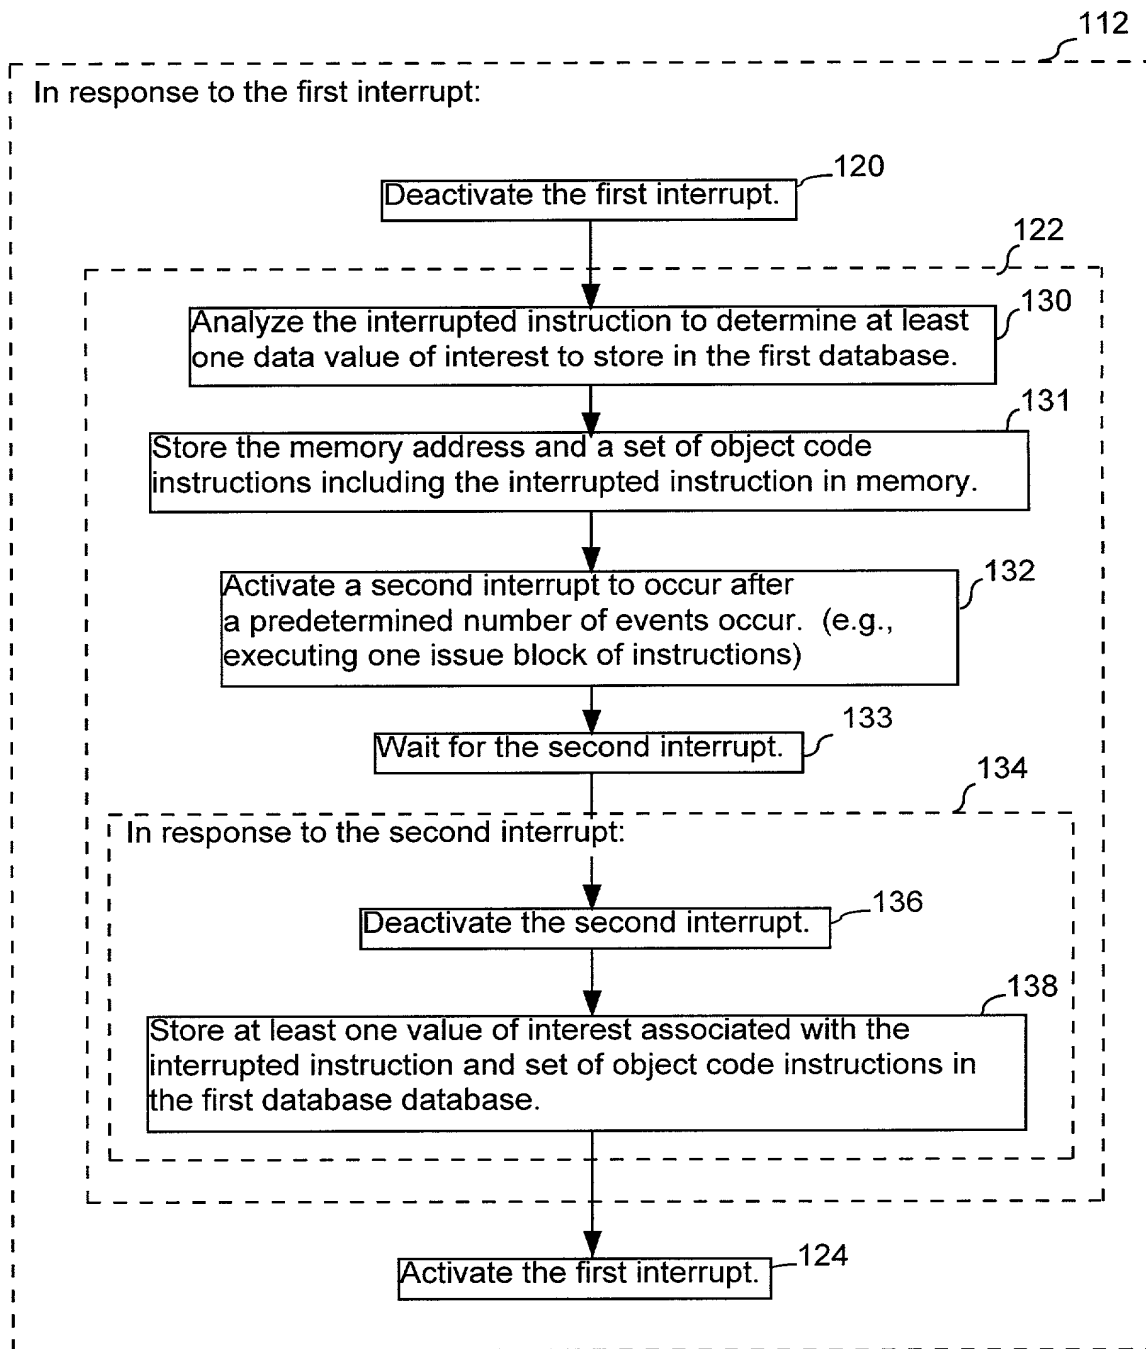 112
In response to the first interrupt:
120
Deactivate the first interrupt.
122
130
Analyze the interrupted instruction to determine at least
one data value of interest to store in the first database.
131
Store the memory address and a set of object code
instructions including the interrupted instruction in memory.
132
Activate a second interrupt to occur after
a predetermined number of events occur. (e.g.,
executing one issue block of instructions)
133
Wait for the second interrupt.
134
In response to the second interrupt:
136
Deactivate the second interrupt.
138
Store at least one value of interest associated with the
interrupted instruction and set of object code instructions in
the first database database.
124
Activate the first interrupt.